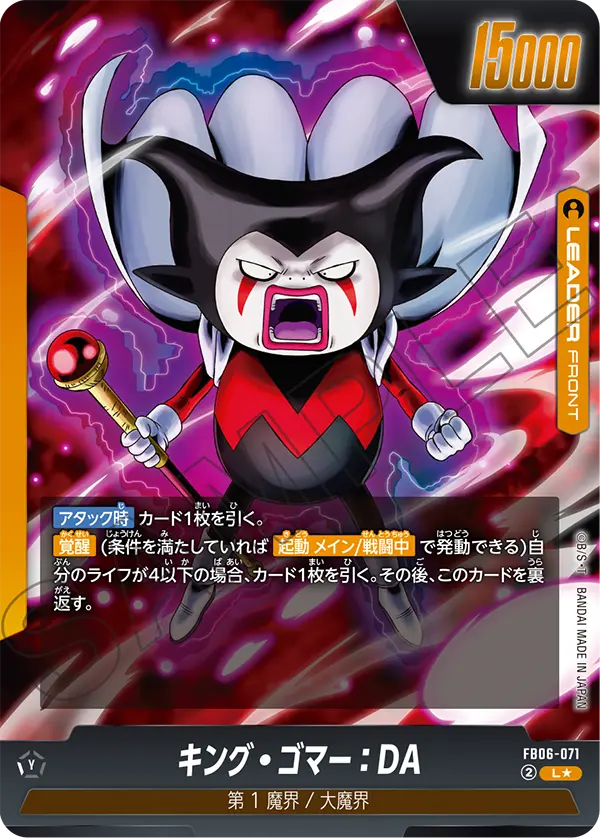 15000
LEADER FRONT
アタック時 カード1枚を引く。
覚醒 (条件を満たしていれば 起動メイン/戦闘中 で発動できる)自
分のライフが4以下の場合、カード1枚を引く。その後、このカードを裏
返す。
SAMPLE
©B/S・T BANDAI MADE IN JAPAN
Y
キング・ゴマー:DA
FB06-071
2 L★
第1魔界 / 大魔界